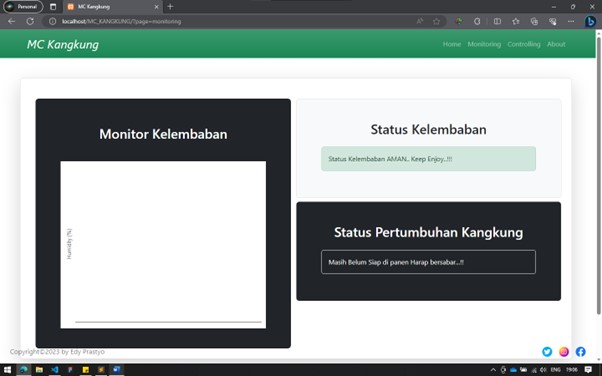 Personal
MC Kangkung
localhost/MC_KANGKUNG/?page=monitoring
MC Kangkung
Home Monitoring Controlling About
Monitor Kelembaban
Humidity (%)
Status Kelembaban
Status Kelembaban AMAN.. Keep Enjoy..!!!
Status Pertumbuhan Kangkung
Masih Belum Siap di panen Harap bersabar...!!
Copyright©2023 by Edy Prastyo
ENG 19:06